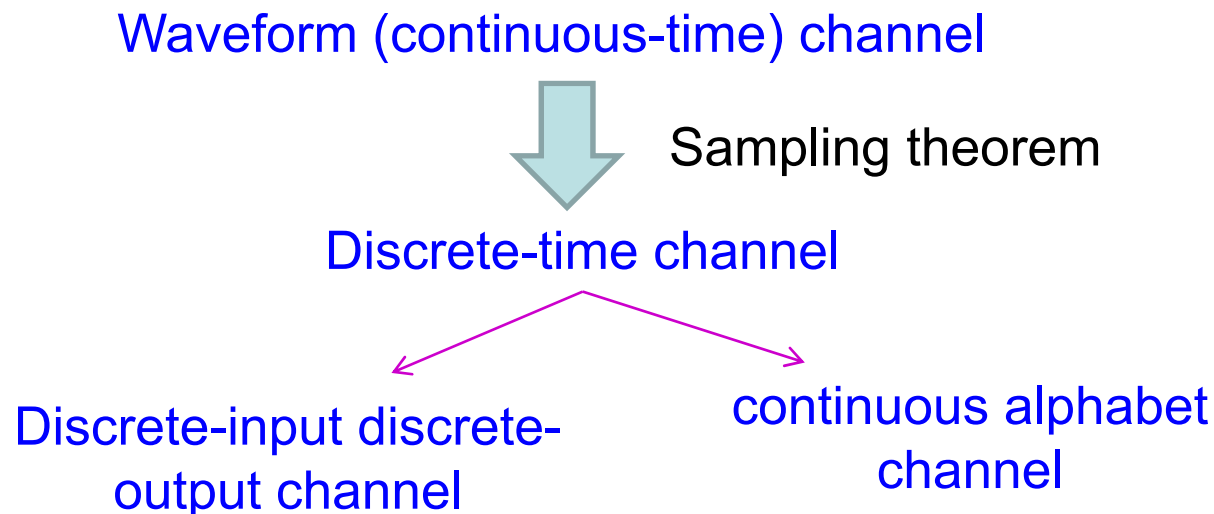 Waveform (continuous-time) channel
Sampling theorem
Discrete-time channel
Discrete-input discrete-
output channel
continuous alphabet
channel